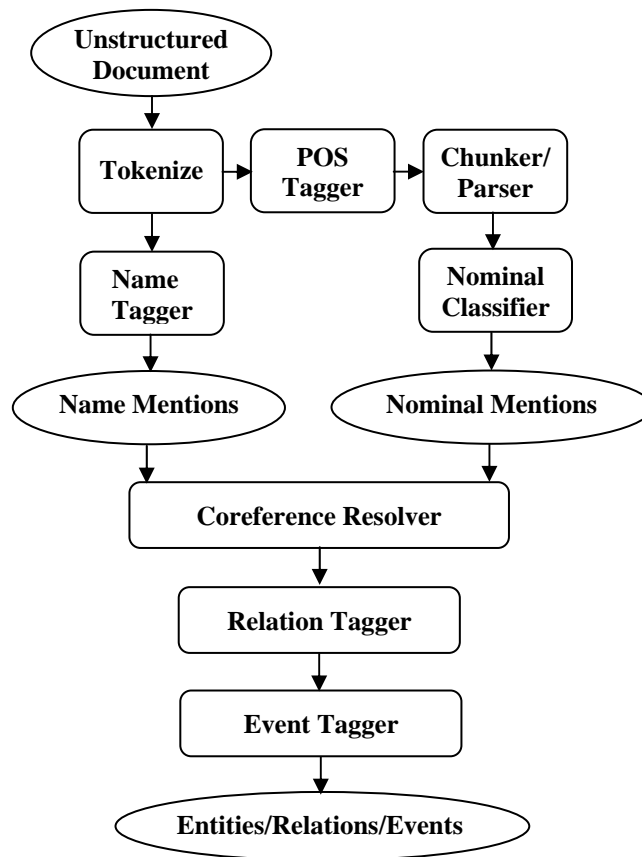 Unstructured
Document
Tokenize
POS
Tagger
Chunker/
Parser
Name
Tagger
Nominal
Classifier
Name Mentions
Nominal Mentions
Coreference Resolver
Relation Tagger
Event Tagger
Entities/Relations/Events